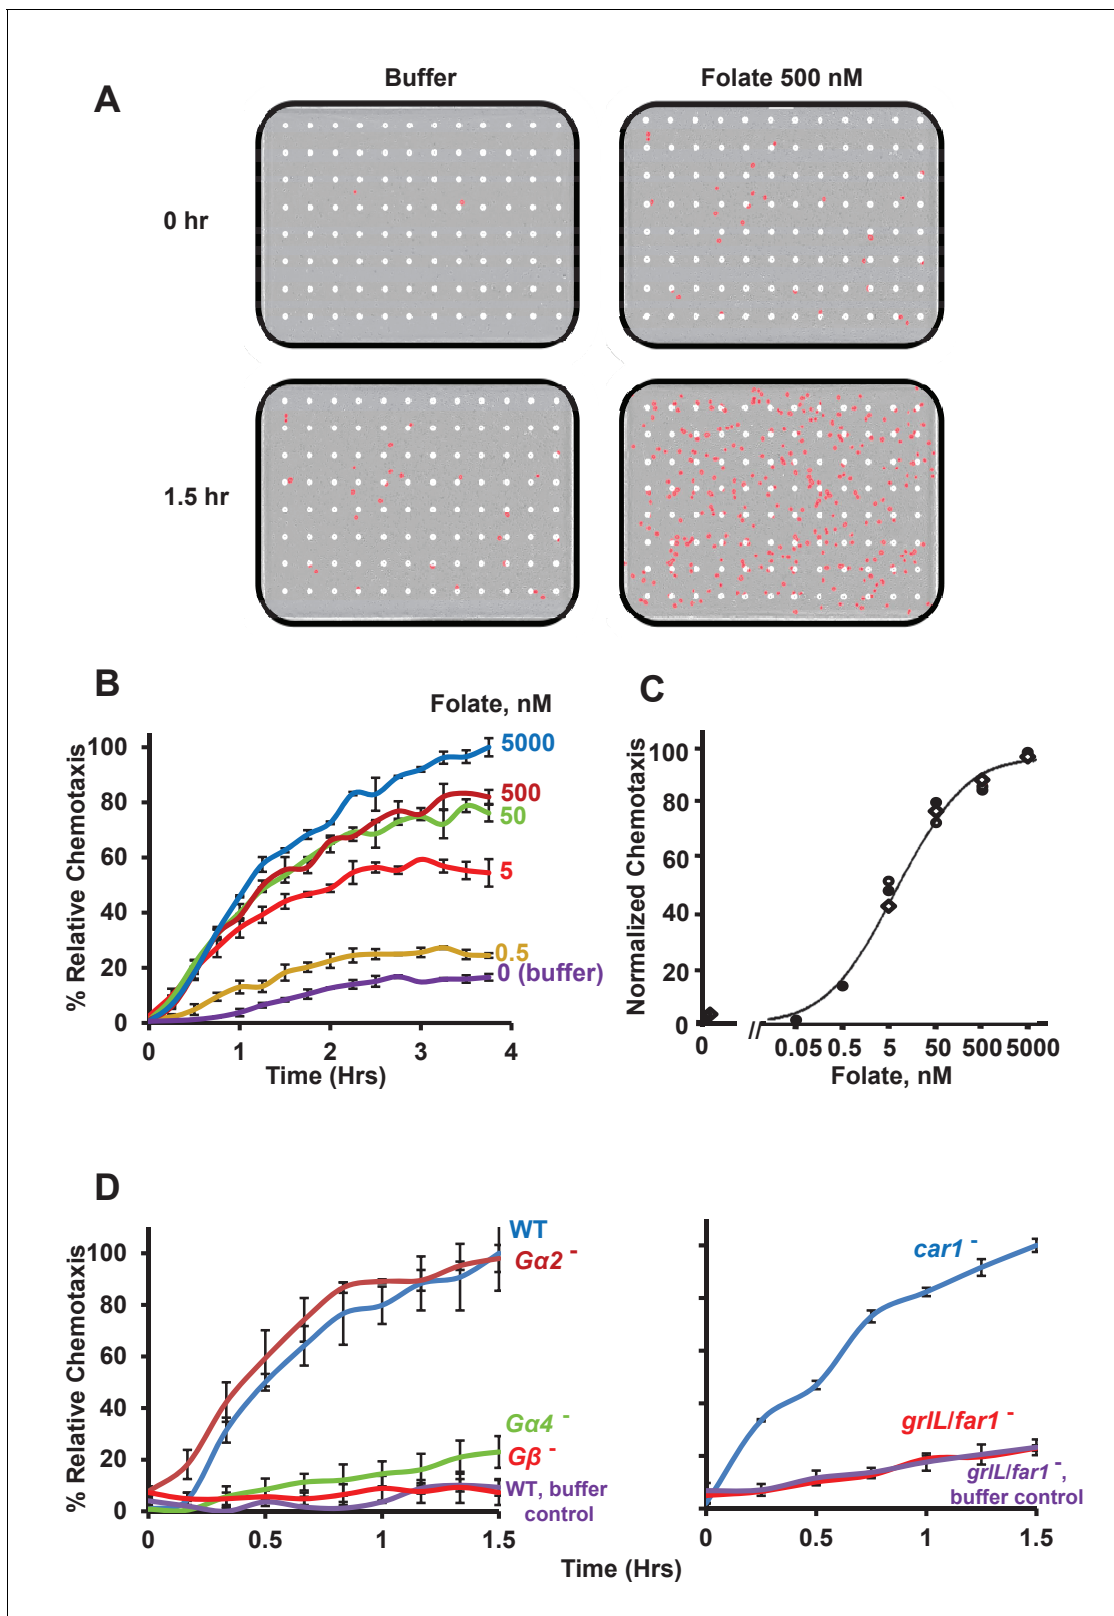 A
Buffer
Folate 500 nM
0 hr
1.5 hr
B
Folate, nM
% Relative Chemotaxis
100
80
60
40
20
0
5000
500
50
5
0.5
0 (buffer)
0
1
2
3
4
Time (Hrs)
C
Normalized Chemotaxis
100
80
60
40
20
0
0
//
0.05
0.5
5
50
500
5000
Folate, nM
D
% Relative Chemotaxis
100
80
60
40
20
0
WT
Gα2 -
Gα4 -
Gβ -
WT, buffer
control
0
0.5
1
1.5
car1 -
grlL/far1 -
grlL/far1 -,
buffer control
0
0.5
1
1.5
Time (Hrs)